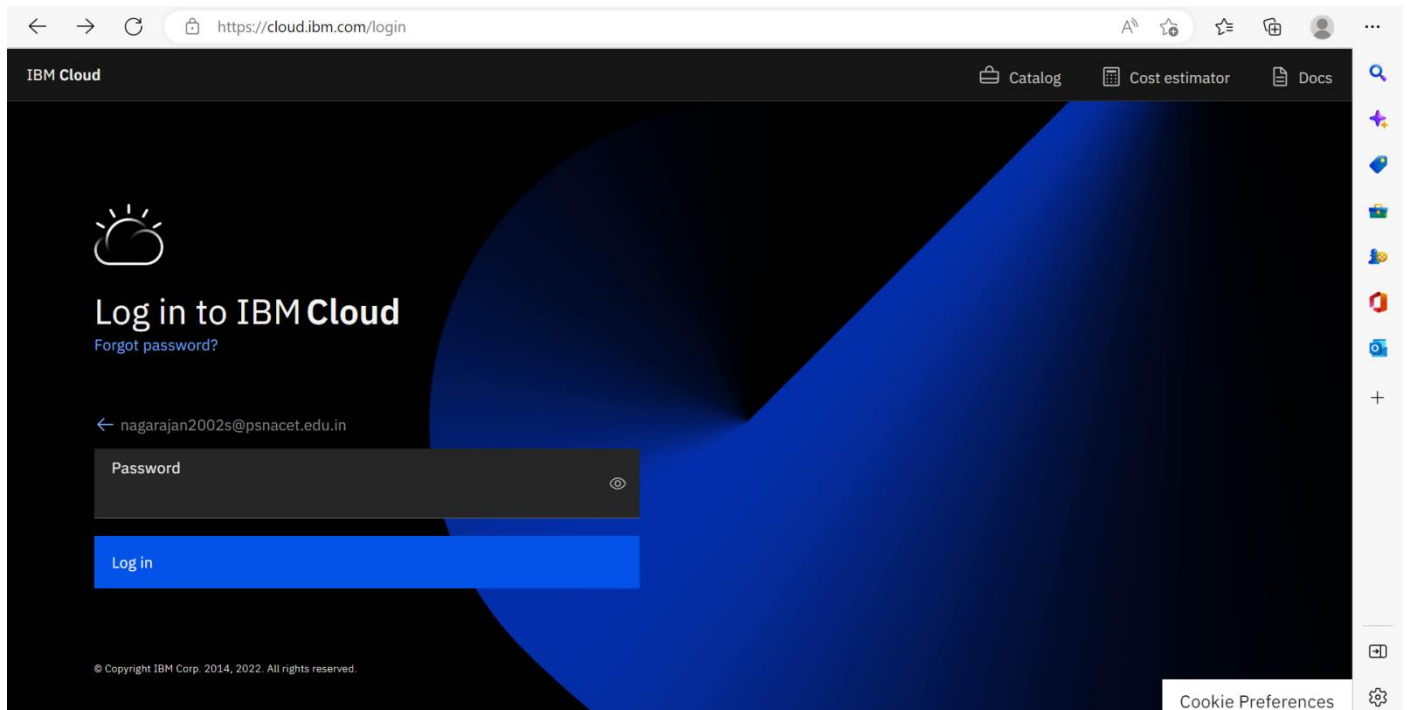 https://cloud.ibm.com/login
IBM Cloud
Catalog
Cost estimator
Docs
Log in to IBM Cloud
Forgot password?
nagarajan2002s@psnacet.edu.in
Password
Log in
© Copyright IBM Corp. 2014, 2022. All rights reserved.
Cookie Preferences